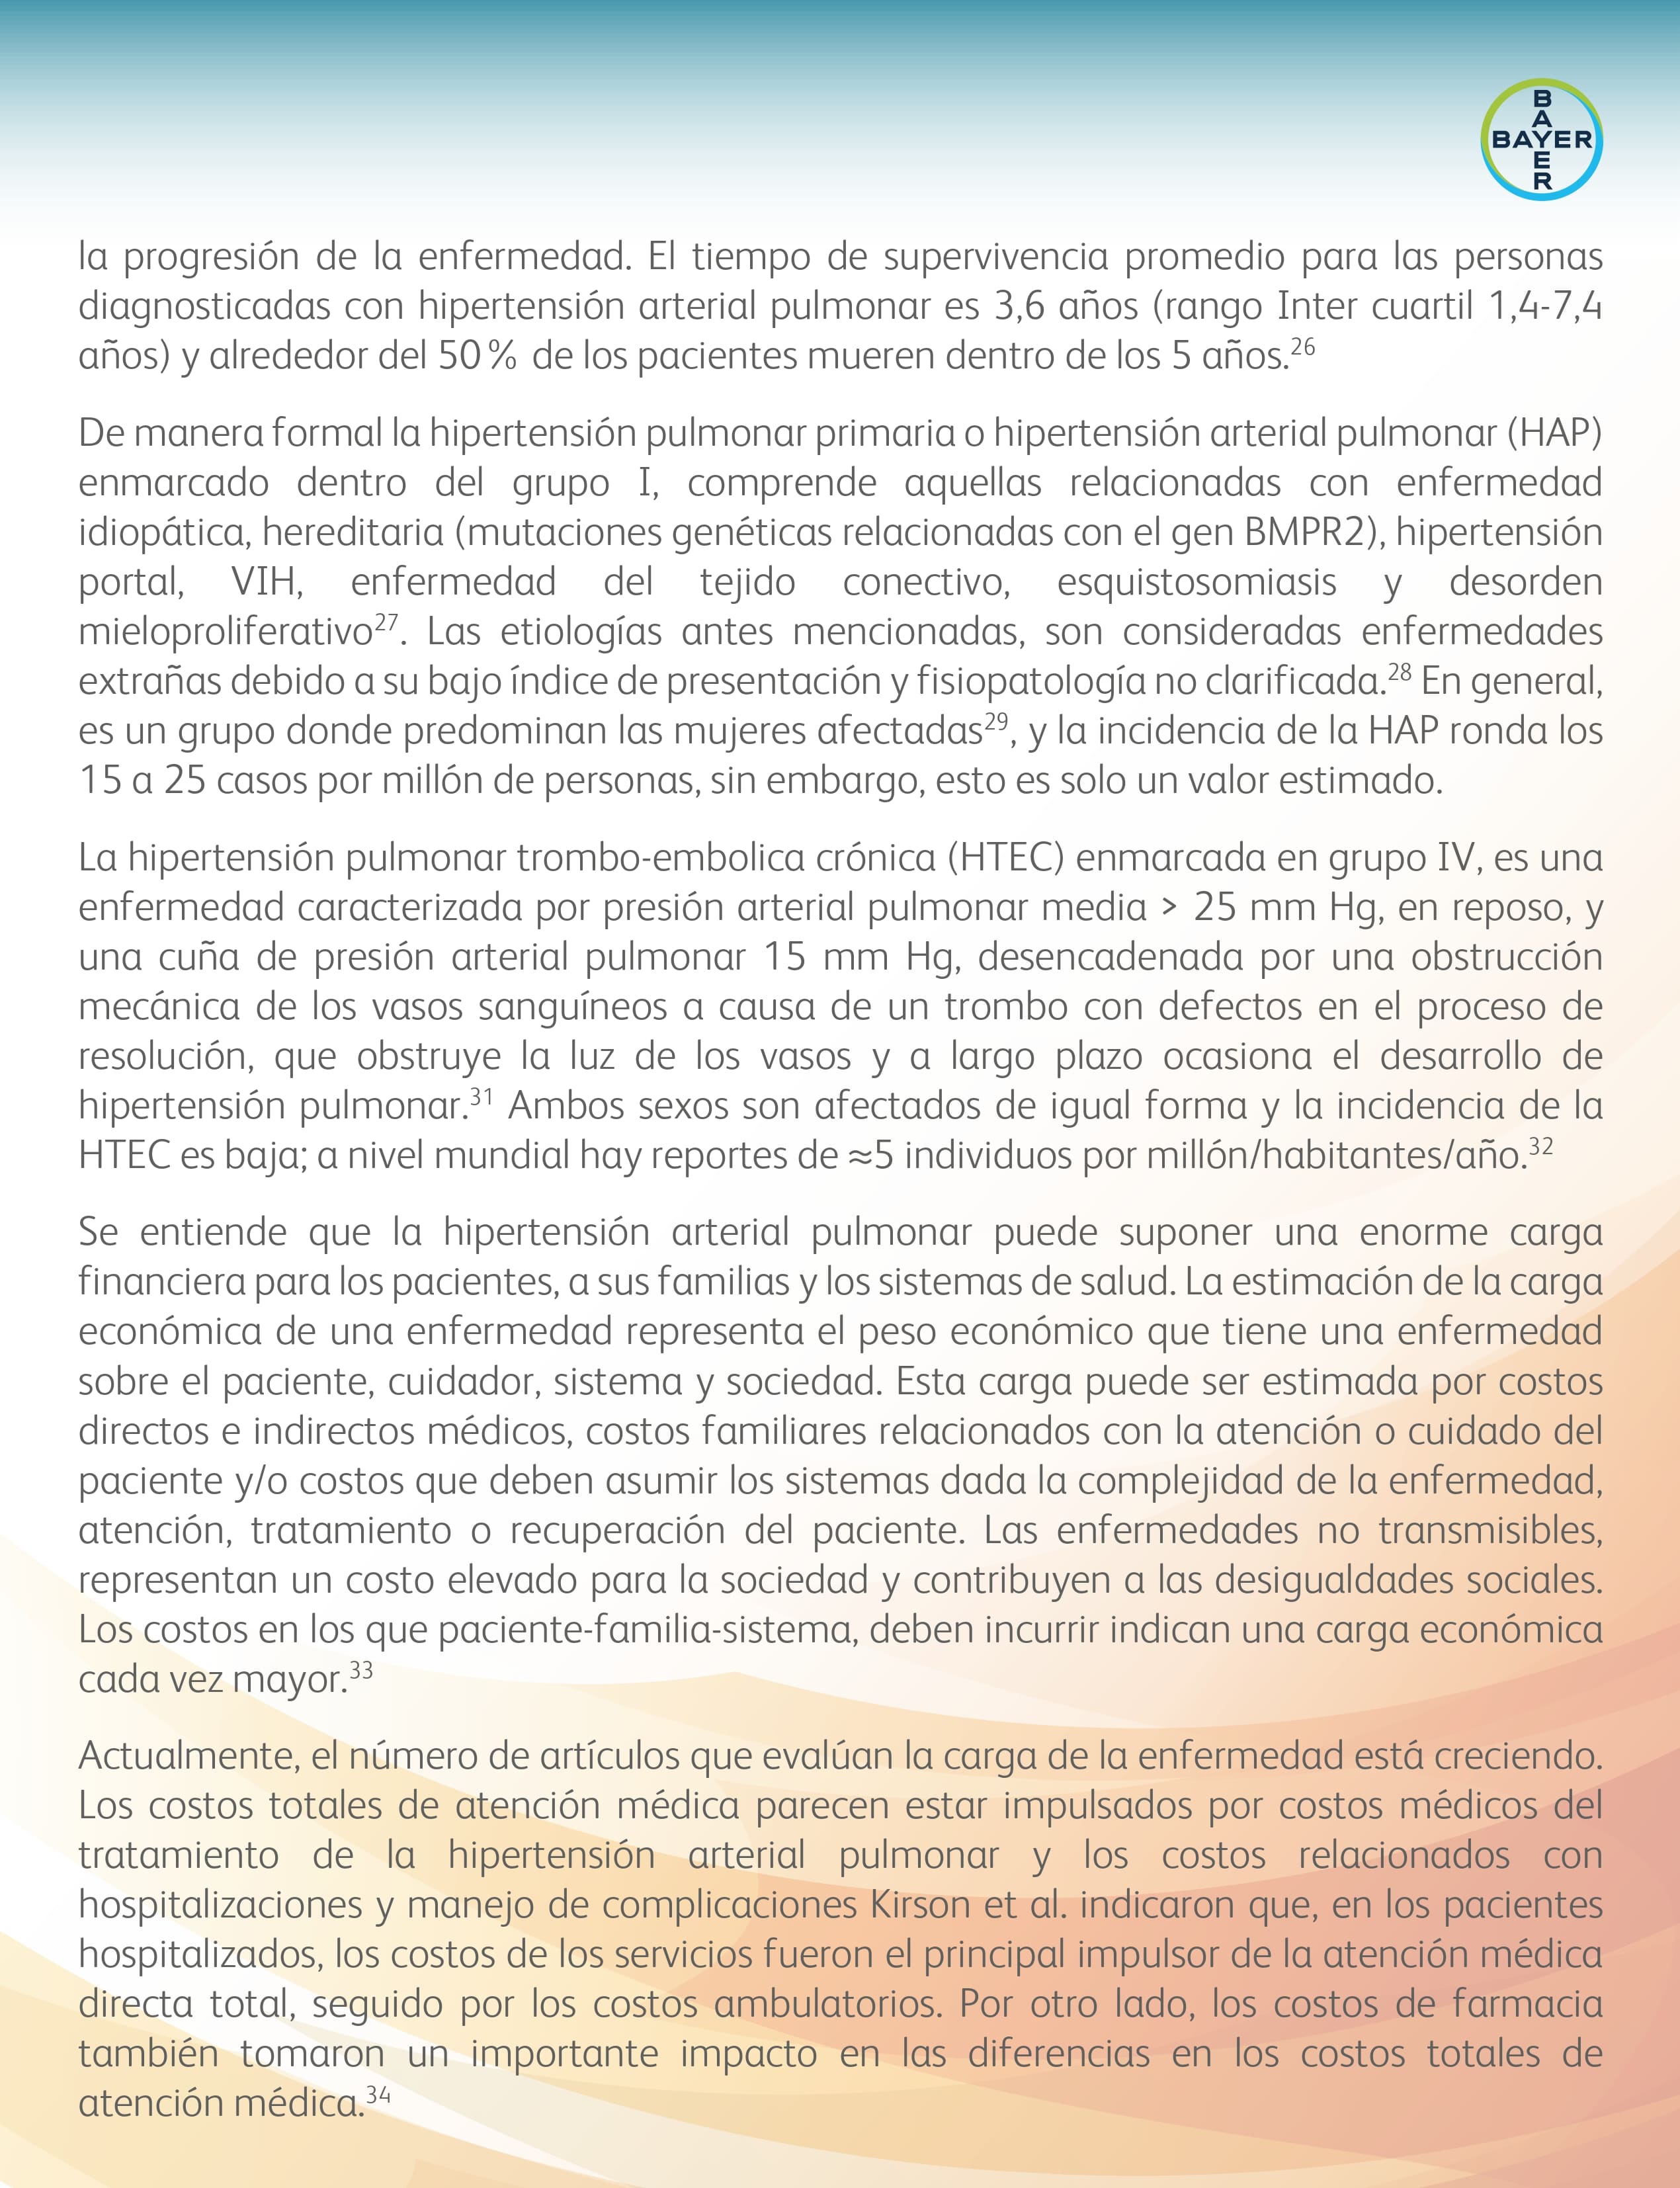 BAYER
BAYER
la progresión de la enfermedad. El tiempo de supervivencia promedio para las personas
diagnosticadas con hipertensión arterial pulmonar es 3,6 años (rango Inter cuartil 1,4-7,4
años) y alrededor del 50 % de los pacientes mueren dentro de los 5 años.26
De manera formal la hipertensión pulmonar primaria o hipertensión arterial pulmonar (HAP)
enmarcado dentro del grupo I, comprende aquellas relacionadas con enfermedad
idiopática, hereditaria (mutaciones genéticas relacionadas con el gen BMPR2), hipertensión
portal, VIH, enfermedad del tejido conectivo, esquistosomiasis y desorden
mieloproliferativo27. Las etiologías antes mencionadas, son consideradas enfermedades
extrañas debido a su bajo índice de presentación y fisiopatología no clarificada.28 En general,
es un grupo donde predominan las mujeres afectadas29, y la incidencia de la HAP ronda los
15 a 25 casos por millón de personas, sin embargo, esto es solo un valor estimado.
La hipertensión pulmonar trombo-embolica crónica (HTEC) enmarcada en grupo IV, es una
enfermedad caracterizada por presión arterial pulmonar media > 25 mm Hg, en reposo, y
una cuña de presión arterial pulmonar 15 mm Hg, desencadenada por una obstrucción
mecánica de los vasos sanguíneos a causa de un trombo con defectos en el proceso de
resolución, que obstruye la luz de los vasos y a largo plazo ocasiona el desarrollo de
hipertensión pulmonar.31 Ambos sexos son afectados de igual forma y la incidencia de la
HTEC es baja; a nivel mundial hay reportes de ≈5 individuos por millón/habitantes/año.32
Se entiende que la hipertensión arterial pulmonar puede suponer una enorme carga
financiera para los pacientes, a sus familias y los sistemas de salud. La estimación de la carga
económica de una enfermedad representa el peso económico que tiene una enfermedad
sobre el paciente, cuidador, sistema y sociedad. Esta carga puede ser estimada por costos
directos e indirectos médicos, costos familiares relacionados con la atención o cuidado del
paciente y/o costos que deben asumir los sistemas dada la complejidad de la enfermedad,
atención, tratamiento o recuperación del paciente. Las enfermedades no transmisibles,
representan un costo elevado para la sociedad y contribuyen a las desigualdades sociales.
Los costos en los que paciente-familia-sistema, deben incurrir indican una carga económica
cada vez mayor.33
Actualmente, el número de artículos que evalúan la carga de la enfermedad está creciendo.
Los costos totales de atención médica parecen estar impulsados por costos médicos del
tratamiento de la hipertensión arterial pulmonar y los costos relacionados con
hospitalizaciones y manejo de complicaciones Kirson et al. indicaron que, en los pacientes
hospitalizados, los costos de los servicios fueron el principal impulsor de la atención médica
directa total, seguido por los costos ambulatorios. Por otro lado, los costos de farmacia
también tomaron un importante impacto en las diferencias en los costos totales de
atención médica.34